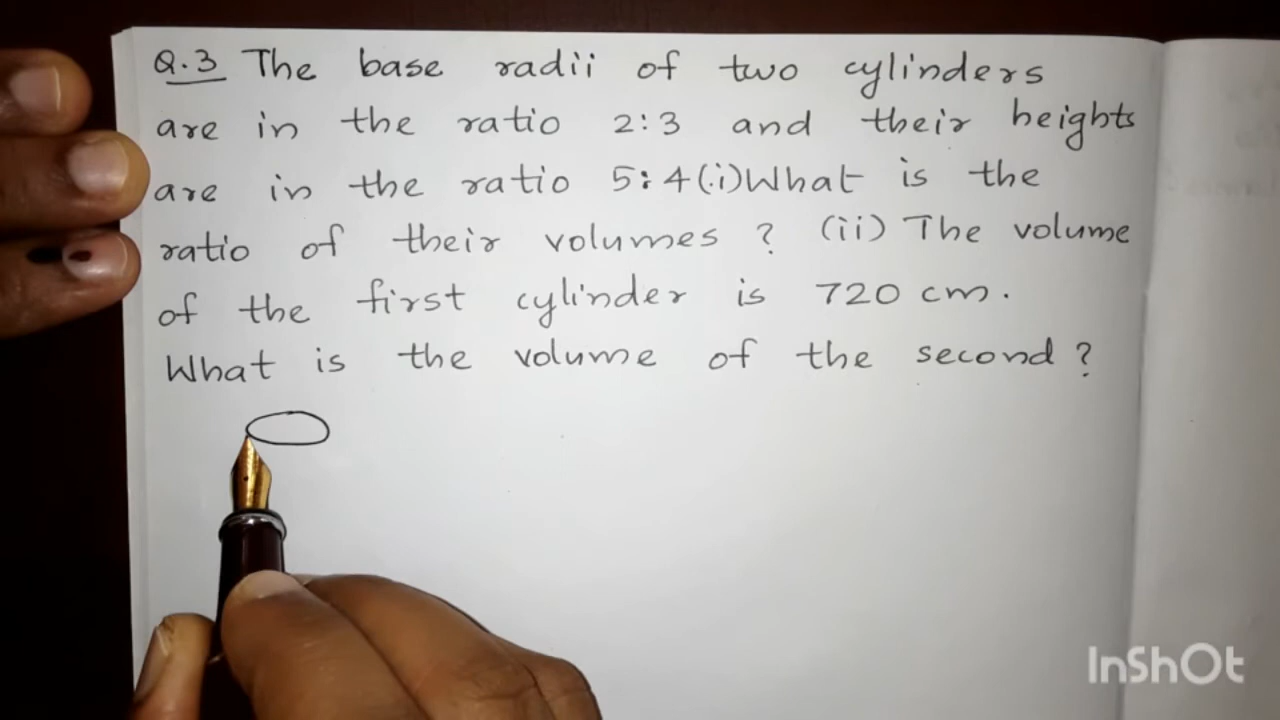 Q.3 The base radii of two cylinders
are in the ratio 2:3 and their heights
are in the ratio 5:4(i)What is the
ratio of their volumes ? (ii) The volume
of the first cylinder is 720 cm.
What is the volume of the second ?
InShOt